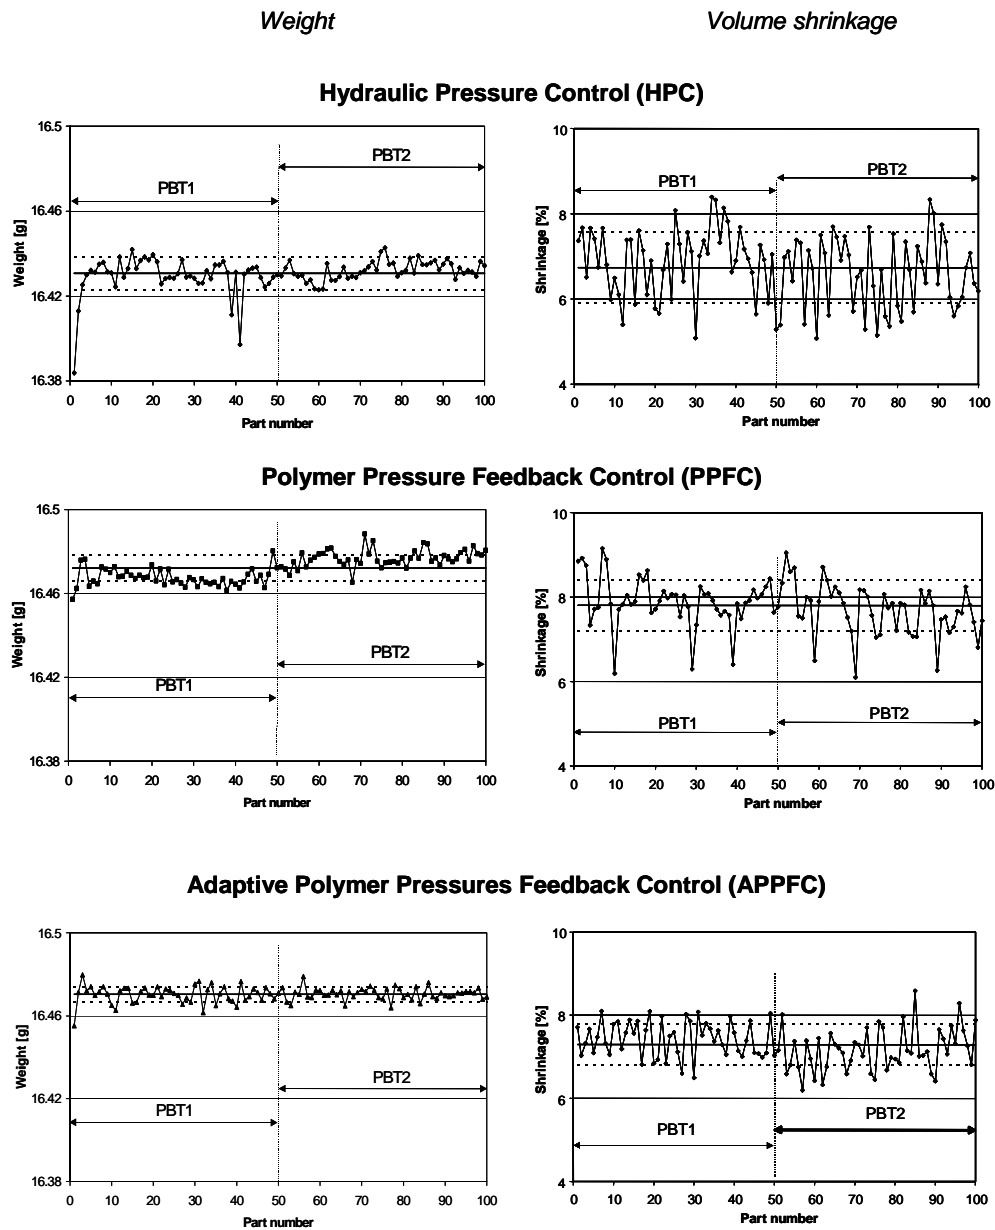 Weight
Volume shrinkage
Hydraulic Pressure Control (HPC)
16.5
16.46
16.42
16.38
Weight [g]
PBT1
PBT2
0 10 20 30 40 50 60 70 80 90 100
Part number
10
8
6
4
Shrinkage [%]
PBT1
PBT2
0 10 20 30 40 50 60 70 80 90 100
Part number
Polymer Pressure Feedback Control (PPFC)
16.5
16.46
16.42
16.38
Weight [g]
PBT2
PBT1
0 10 20 30 40 50 60 70 80 90 100
Part number
10
8
6
4
Shrinkage [%]
PBT1
PBT2
0 10 20 30 40 50 60 70 80 90 100
Part number
Adaptive Polymer Pressures Feedback Control (APPFC)
16.5
16.46
16.42
16.38
Weight [g]
PBT2
PBT1
0 10 20 30 40 50 60 70 80 90 100
Part number
10
8
6
4
Shrinkage [%]
PBT1
PBT2
0 10 20 30 40 50 60 70 80 90 100
Part number